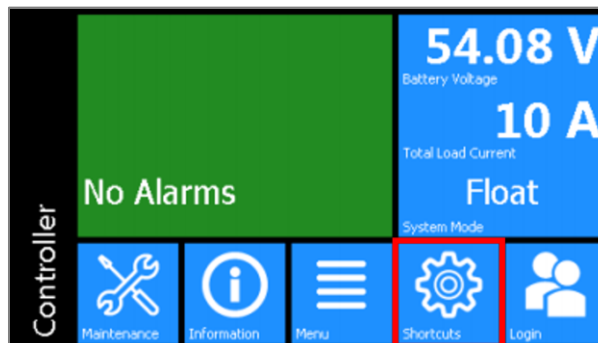 Controller
No Alarms
54.08 V
Battery Voltage
10 A
Total Load Current
Float
System Mode
Maintenance
Information
Menu
Shortcuts
Login